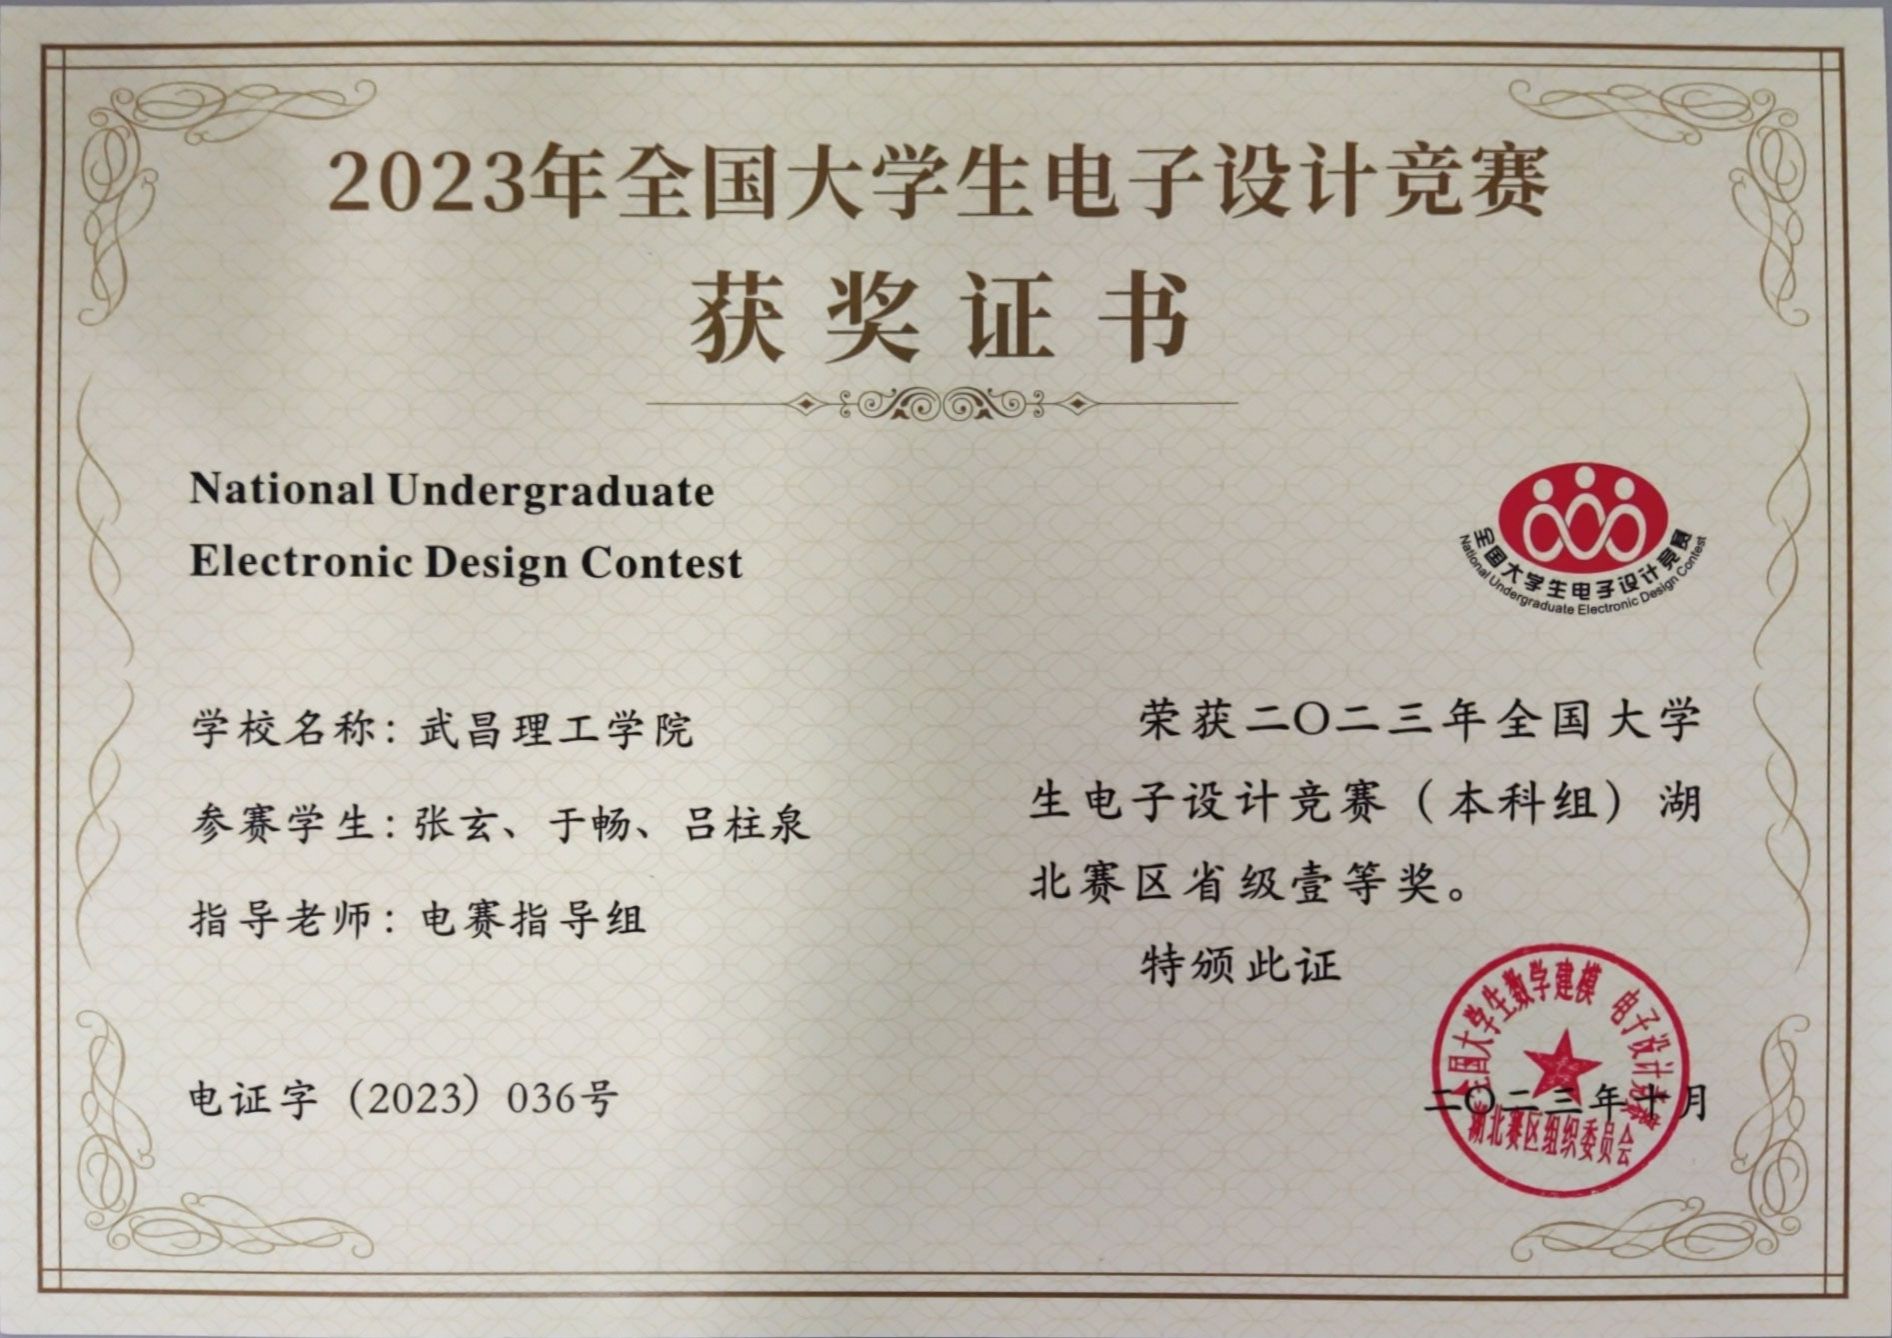 2023年全国大学生电子设计竞赛
获奖证书
National Undergraduate
Electronic Design Contest
全国大学生电子设计竞赛
National Undergraduate Electronic Design Contest
学校名称：武昌理工学院
参赛学生：张玄、于畅、吕柱泉
指导老师：电赛指导组
电证字（2023）036号
荣获二〇二三年全国大学
生电子设计竞赛（本科组）湖
北赛区省级壹等奖。
特颁此证
全国大学生数学建模 电子设计竞赛
湖北赛区组织委员会
二〇二三年十月